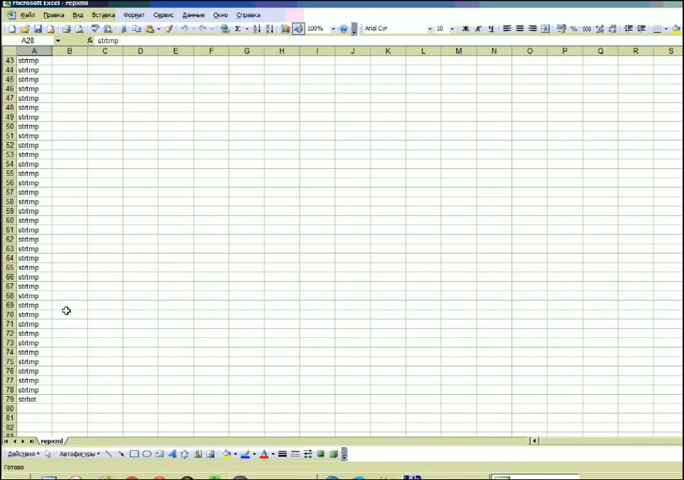 Microsoft Excel - repxml
Файл Правка Вид Вставка Формат Сервис Данные Окно Справка
100% Arial Cyr 10 Ж К Ч
A28 fx strtmp
A B C D E F G H I J K L M N O P Q R S
43 strtmp
44 strtmp
45 strtmp
46 strtmp
47 strtmp
48 strtmp
49 strtmp
50 strtmp
51 strtmp
52 strtmp
53 strtmp
54 strtmp
55 strtmp
56 strtmp
57 strtmp
58 strtmp
59 strtmp
60 strtmp
61 strtmp
62 strtmp
63 strtmp
64 strtmp
65 strtmp
66 strtmp
67 strtmp
68 strtmp
69 strtmp
70 strtmp
71 strtmp
72 strtmp
73 strtmp
74 strtmp
75 strtmp
76 strtmp
77 strtmp
78 strtmp
79 strbot
80
81
82
repxml
Действия Автофигуры
Готово